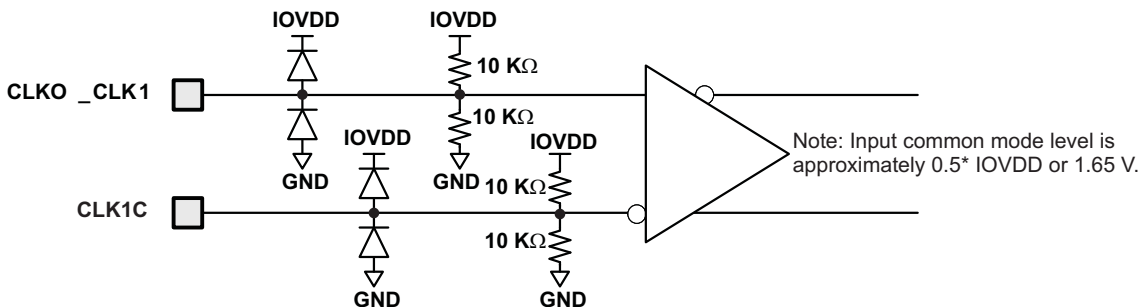 IOVDD
IOVDD
10 KΩ
CLKO _CLK1
10 KΩ
IOVDD
IOVDD
Note: Input common mode level is
approximately 0.5* IOVDD or 1.65 V.
GND
GND
10 KΩ
CLK1C
10 KΩ
GND
GND